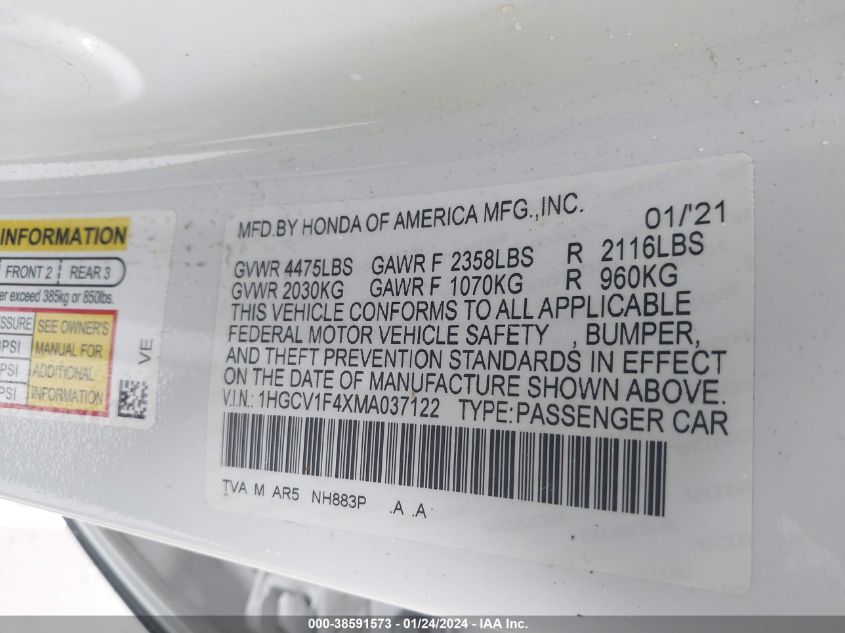 INFORMATION
FRONT 2 REAR 3
exceed 385kg or 850lbs.
SEE OWNER'S
PSI MANUAL FOR
PSI ADDITIONAL
PSI INFORMATION
VE
MFD.BY HONDA OF AMERICA MFG.,INC. 01/'21
GVWR 4475LBS GAWR F 2358LBS R 2116LBS
GVWR 2030KG GAWR F 1070KG R 960KG
THIS VEHICLE CONFORMS TO ALL APPLICABLE
FEDERAL MOTOR VEHICLE SAFETY , BUMPER,
AND THEFT PREVENTION STANDARDS IN EFFECT
ON THE DATE OF MANUFACTURE SHOWN ABOVE.
V.I.N.: 1HGCV1F4XMA037122 TYPE:PASSENGER CAR
TVA M AR5 NH883P .A .A
000-38591573 - 01/24/2024 - IAA Inc.